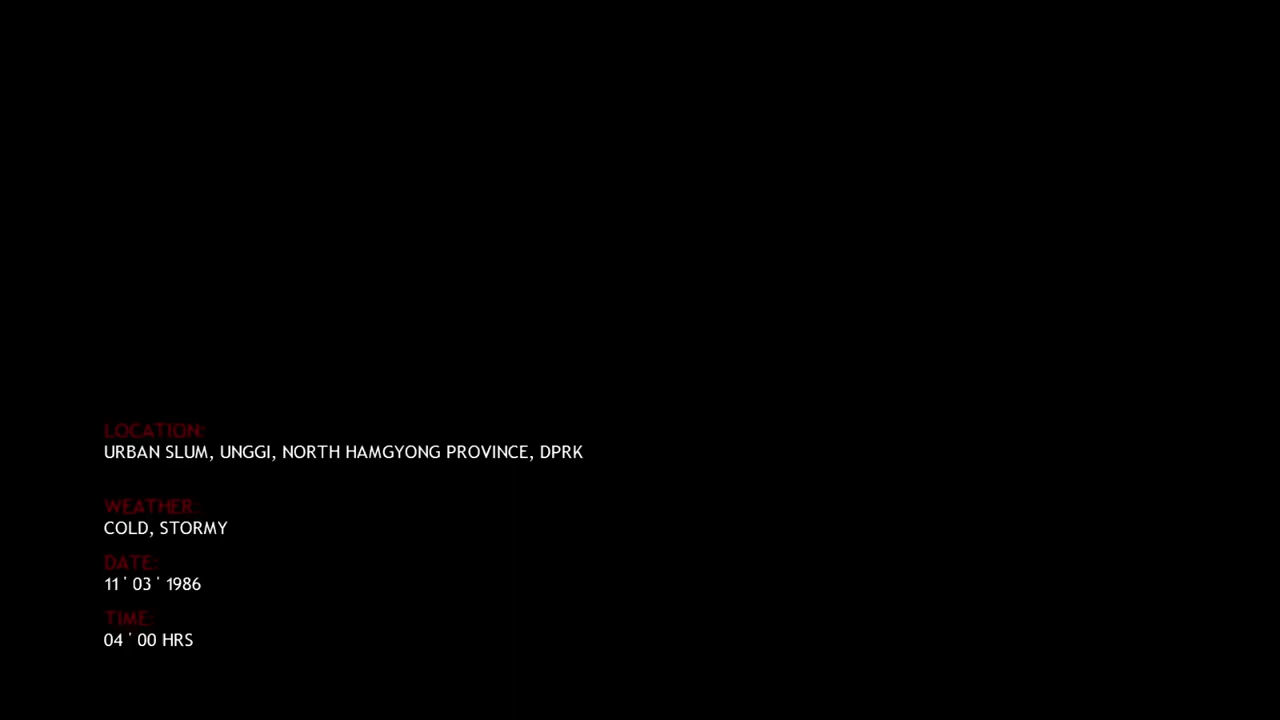 LOCATION:
URBAN SLUM, UNGGI, NORTH HAMGYONG PROVINCE, DPRK
WEATHER:
COLD, STORMY
DATE:
11 ' 03 ' 1986
TIME:
04 ' 00 HRS